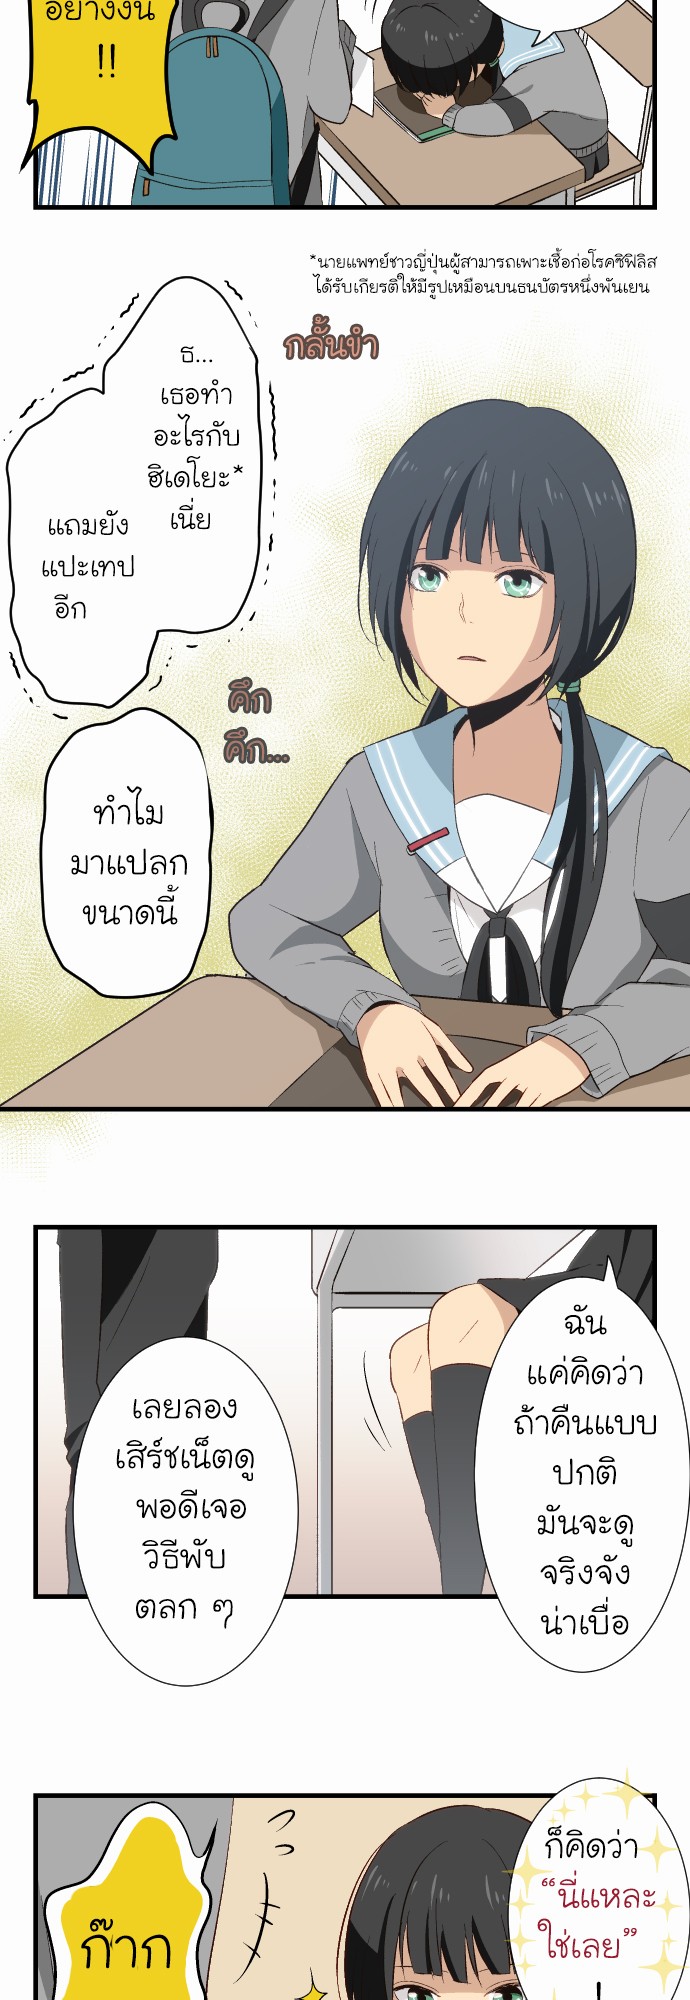 อย่างงั้น
!!
*นายแพทย์ชาวญี่ปุ่นผู้สามารถเพาะเชื้อก่อโรคซิฟิลิส
ได้รับเกียรติให้มีรูปเหมือนบนธนบัตรหนึ่งพันเยน
กลั้นขำ
ธ...
เธอทำ
อะไรกับ
ฮิเดโยะ*
เนี่ย
แถมยัง
แปะเทป
อีก
คึก
คึก...
ทำไม
มาแปลก
ขนาดนี้
ฉัน
แค่คิดว่า
ถ้าคืนแบบ
ปกติ
มันจะดู
จริงจัง
น่าเบื่อ
เลยลอง
เสิร์ชเน็ตดู
พอดีเจอ
วิธีพับ
ตลก ๆ
ก็คิดว่า
“นี่แหละ
ใช่เลย”
ก๊าก